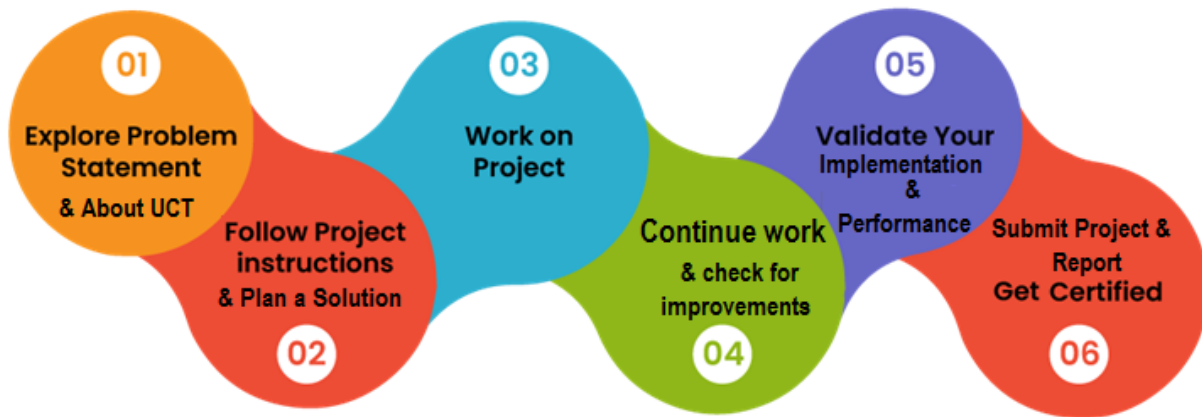 01
Explore Problem
Statement
& About UCT
Follow Project
instructions
& Plan a Solution
02
03
Work on
Project
Continue work
& check for
improvements
04
05
Validate Your
Implementation
&
Performance
Submit Project &
Report
Get Certified
06